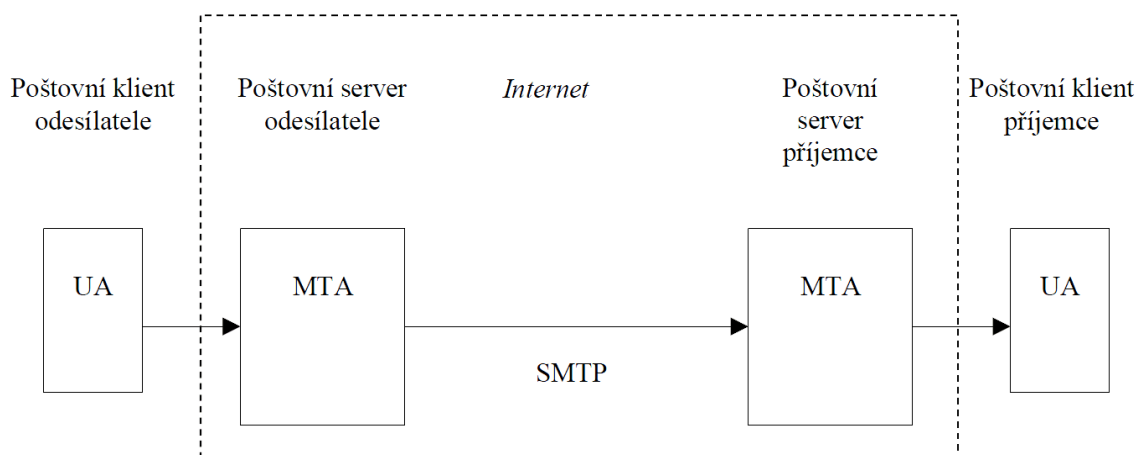 Poštovní klient
odesílatele
Poštovní server
odesílatele
Internet
Poštovní
server
příjemce
Poštovní klient
příjemce
UA
MTA
MTA
UA
SMTP